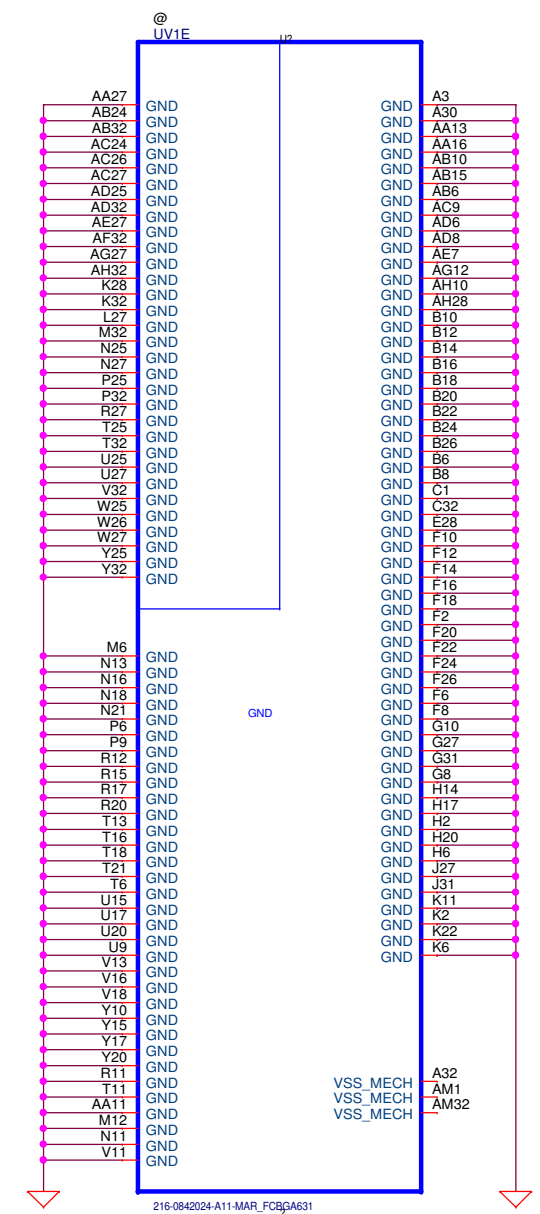 @
UV1E
AA27 GND
AB24 GND
AB32 GND
AC24 GND
AC26 GND
AC27 GND
AD25 GND
AD32 GND
AE27 GND
AF32 GND
AG27 GND
AH32 GND
K28 GND
K32 GND
L27 GND
M32 GND
N25 GND
N27 GND
P25 GND
P32 GND
R27 GND
T25 GND
T32 GND
U25 GND
U27 GND
V32 GND
W25 GND
W26 GND
W27 GND
Y25 GND
Y32 GND
M6 GND
N13 GND
N16 GND
N18 GND
N21 GND
P6 GND
P9 GND
R12 GND
R15 GND
R17 GND
R20 GND
T13 GND
T16 GND
T18 GND
T21 GND
T6 GND
U15 GND
U17 GND
U20 GND
U9 GND
V13 GND
V16 GND
V18 GND
Y10 GND
Y15 GND
Y17 GND
Y20 GND
R11 GND
T11 GND
AA11 GND
M12 GND
N11 GND
V11 GND
GND
GND A3
GND A30
GND AA13
GND AA16
GND AB10
GND AB15
GND AB6
GND AC9
GND AD6
GND AD8
GND AE7
GND AG12
GND AH10
GND AH28
GND B10
GND B12
GND B14
GND B16
GND B18
GND B20
GND B22
GND B24
GND B26
GND B6
GND B8
GND C1
GND C32
GND E28
GND F10
GND F12
GND F14
GND F16
GND F18
GND F2
GND F20
GND F22
GND F24
GND F26
GND F6
GND F8
GND G10
GND G27
GND G31
GND G8
GND H14
GND H17
GND H2
GND H20
GND H6
GND J27
GND J31
GND K11
GND K2
GND K22
GND K6
VSS_MECH A32
VSS_MECH AM1
VSS_MECH AM32
216-0842024-A11-MAR_FCBGA631